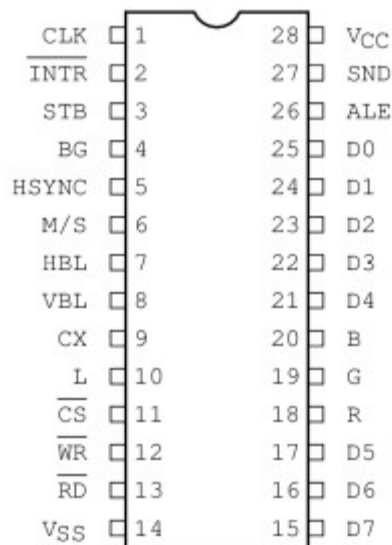 CLK 1 28 VCC
INTR 2 27 SND
STB 3 26 ALE
BG 4 25 D0
HSYNC 5 24 D1
M/S 6 23 D2
HBL 7 22 D3
VBL 8 21 D4
CX 9 20 B
L 10 19 G
CS 11 18 R
WR 12 17 D5
RD 13 16 D6
VSS 14 15 D7